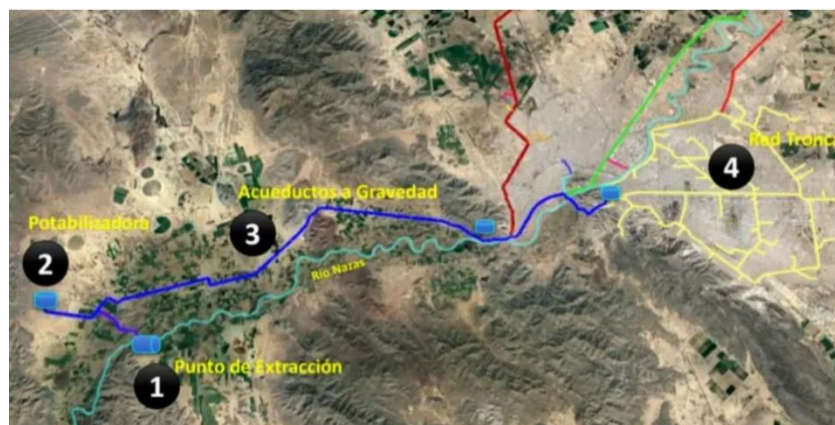 4
Red Tronca
Acueductos a Gravedad
3
Potabilizadora
2
Río Nazas
Punto de Extracción
1